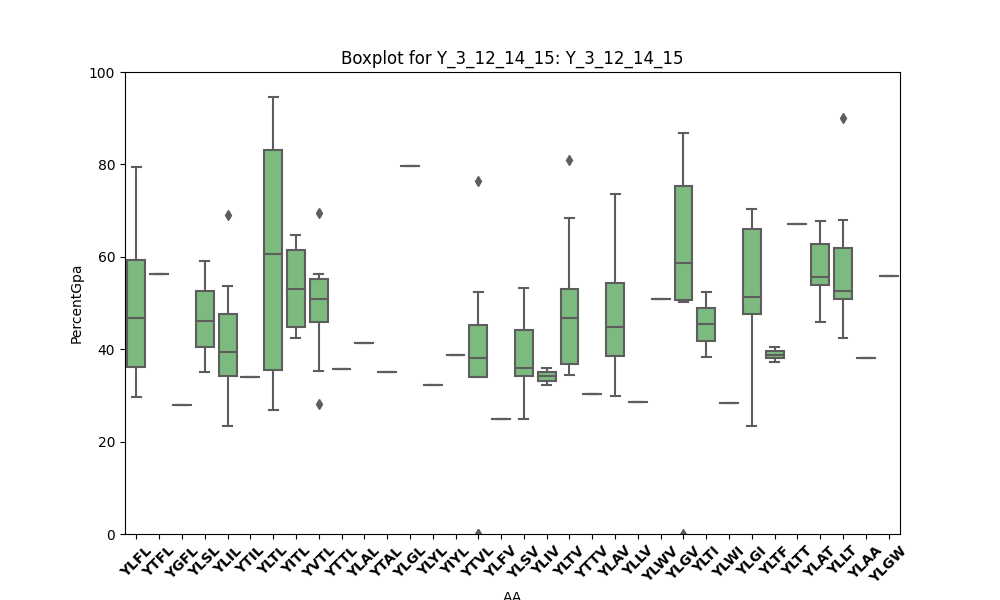 Boxplot for Y_3_12_14_15: Y_3_12_14_15
100
80
60
40
20
0
PercentGpa
YLFL YTFL YGFL YLSL YLIL YTIL YLTL YITL YVTL YTTL YLAL YTAL YLGL YLYL YIYL YTVL YLFV YLSV YLIV YLTV YTTV YLAV YLLV YLWV YLGV YLTI YLWI YLGI YLTF YLTT YLAT YLLT YLAA YLGW
AA